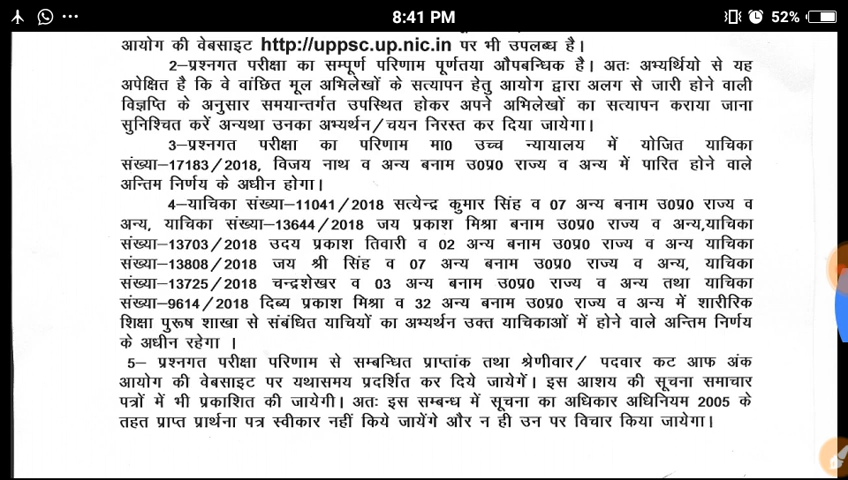 8:41 PM
52%
आयोग की वेबसाइट http://uppsc.up.nic.in पर भी उपलब्ध है।
2–प्रश्नगत परीक्षा का सम्पूर्ण परिणाम पूर्णतया औपबन्धिक है। अतः अभ्यर्थियो से यह
अपेक्षित है कि वे वांछित मूल अभिलेखों के सत्यापन हेतु आयोग द्वारा अलग से जारी होने वाली
विज्ञप्ति के अनुसार समयान्तर्गत उपस्थित होकर अपने अभिलेखों का सत्यापन कराया जाना
सुनिश्चित करें अन्यथा उनका अभ्यर्थन/चयन निरस्त कर दिया जायेगा।
3–प्रश्नगत परीक्षा का परिणाम मा0 उच्च न्यायालय में योजित याचिका
संख्या–17183/2018, विजय नाथ व अन्य बनाम उ0प्र0 राज्य व अन्य में पारित होने वाले
अन्तिम निर्णय के अधीन होगा।
4–याचिका संख्या–11041/2018 सत्येन्द्र कुमार सिंह व 07 अन्य बनाम उ0प्र0 राज्य व
अन्य, याचिका संख्या–13644/2018 जय प्रकाश मिश्रा बनाम उ0प्र0 राज्य व अन्य,याचिका
संख्या–13703/2018 उदय प्रकाश तिवारी व 02 अन्य बनाम उ0प्र0 राज्य व अन्य याचिका
संख्या–13808/2018 जय श्री सिंह व 07 अन्य बनाम उ0प्र0 राज्य व अन्य, याचिका
संख्या–13725/2018 चन्द्रशेखर व 03 अन्य बनाम उ0प्र0 राज्य व अन्य तथा याचिका
संख्या–9614/2018 दिब्य प्रकाश मिश्रा व 32 अन्य बनाम उ0प्र0 राज्य व अन्य में शारीरिक
शिक्षा पुरूष शाखा से संबंधित याचियों का अभ्यर्थन उक्त याचिकाओं में होने वाले अन्तिम निर्णय
के अधीन रहेगा ।
5– प्रश्नगत परीक्षा परिणाम से सम्बन्धित प्राप्तांक तथा श्रेणीवार/ पदवार कट आफ अंक
आयोग की वेबसाइट पर यथासमय प्रदर्शित कर दिये जायेगें। इस आशय की सूचना समाचार
पत्रों में भी प्रकाशित की जायेगी। अतः इस सम्बन्ध में सूचना का अधिकार अधिनियम 2005 के
तहत प्राप्त प्रार्थना पत्र स्वीकार नहीं किये जायेंगे और न ही उन पर विचार किया जायेगा।